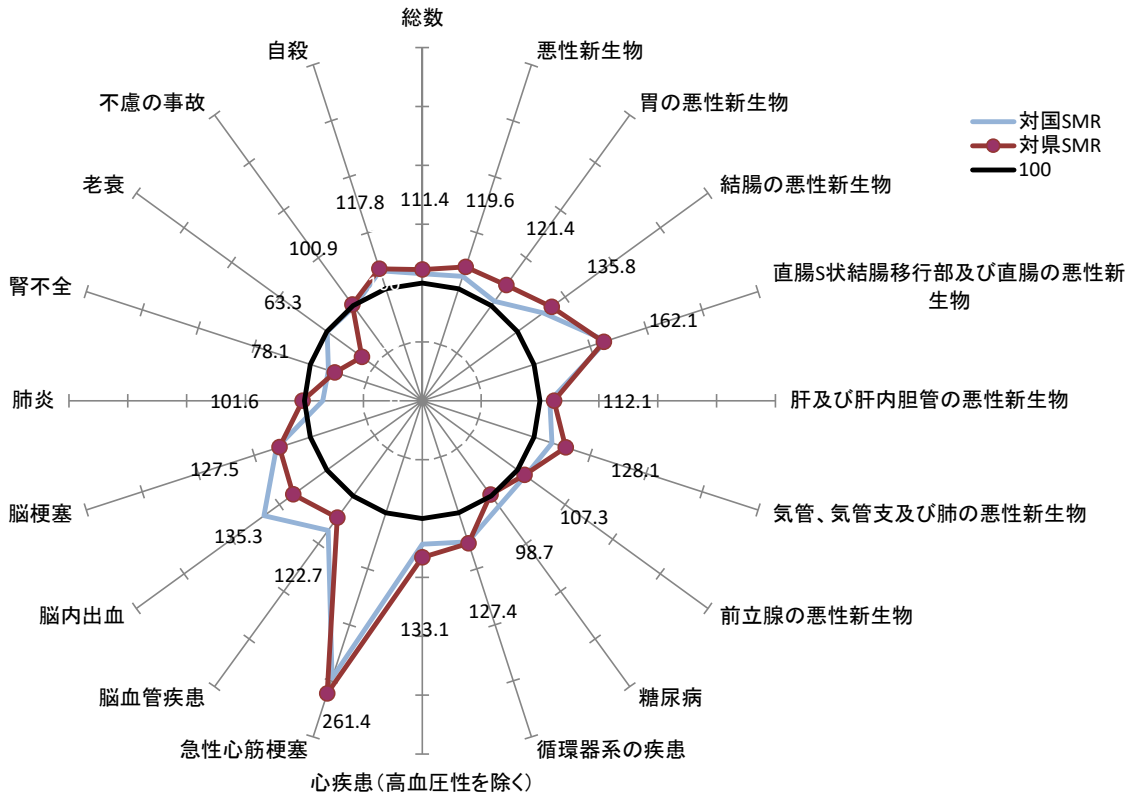 総数
悪性新生物
胃の悪性新生物
結腸の悪性新生物
直腸S状結腸移行部及び直腸の悪性新
生物
肝及び肝内胆管の悪性新生物
気管、気管支及び肺の悪性新生物
前立腺の悪性新生物
糖尿病
循環器系の疾患
心疾患(高血圧性を除く)
急性心筋梗塞
脳血管疾患
脳内出血
脳梗塞
肺炎
腎不全
老衰
不慮の事故
自殺
111.4
119.6
121.4
135.8
162.1
112.1
128.1
107.3
98.7
127.4
133.1
261.4
122.7
135.3
127.5
101.6
78.1
63.3
100.9
117.8
対国SMR
対県SMR
100